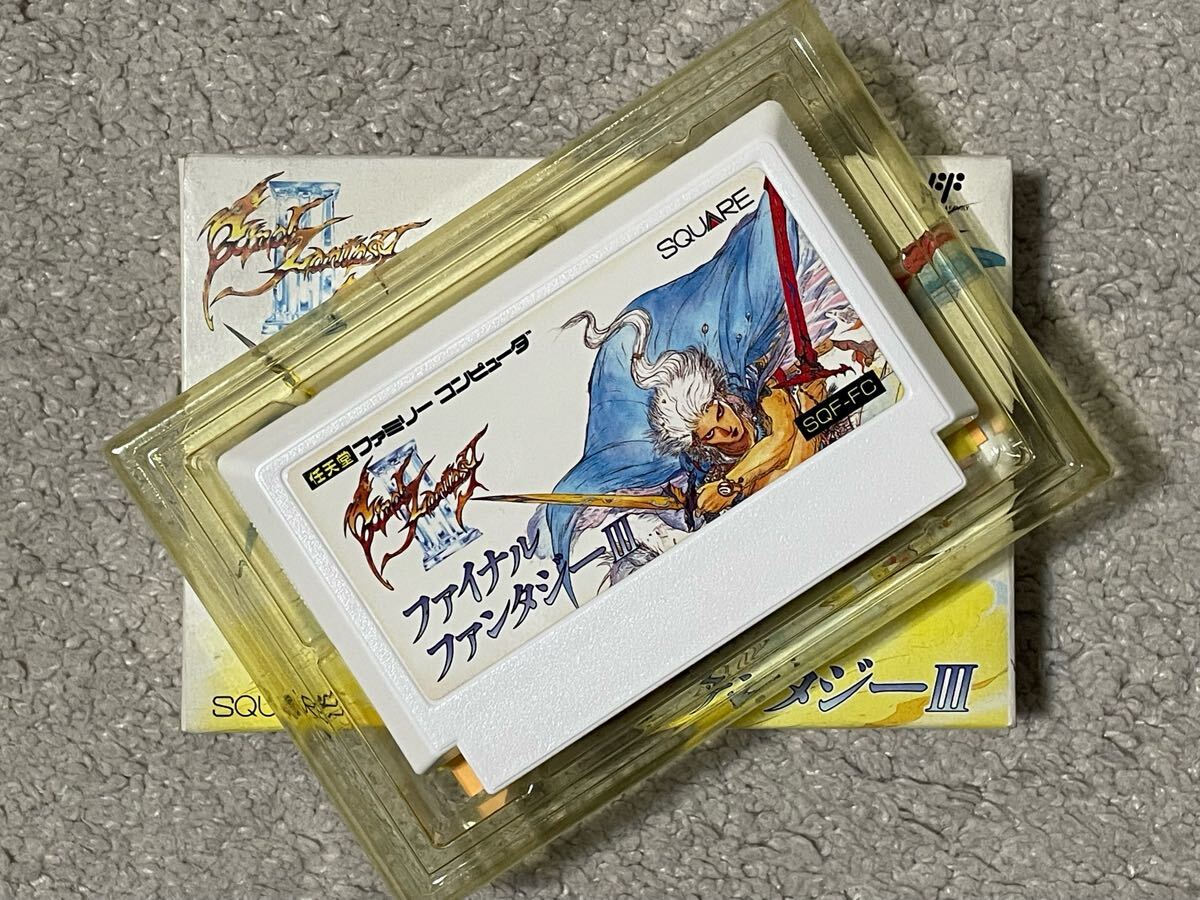 Final Fantasy
III
SQUARE
任天堂 ファミリー コンピュータ
Final Fantasy
III
ファイナル
ファンタジーIII
SQF-FC
SQU
タジーIII